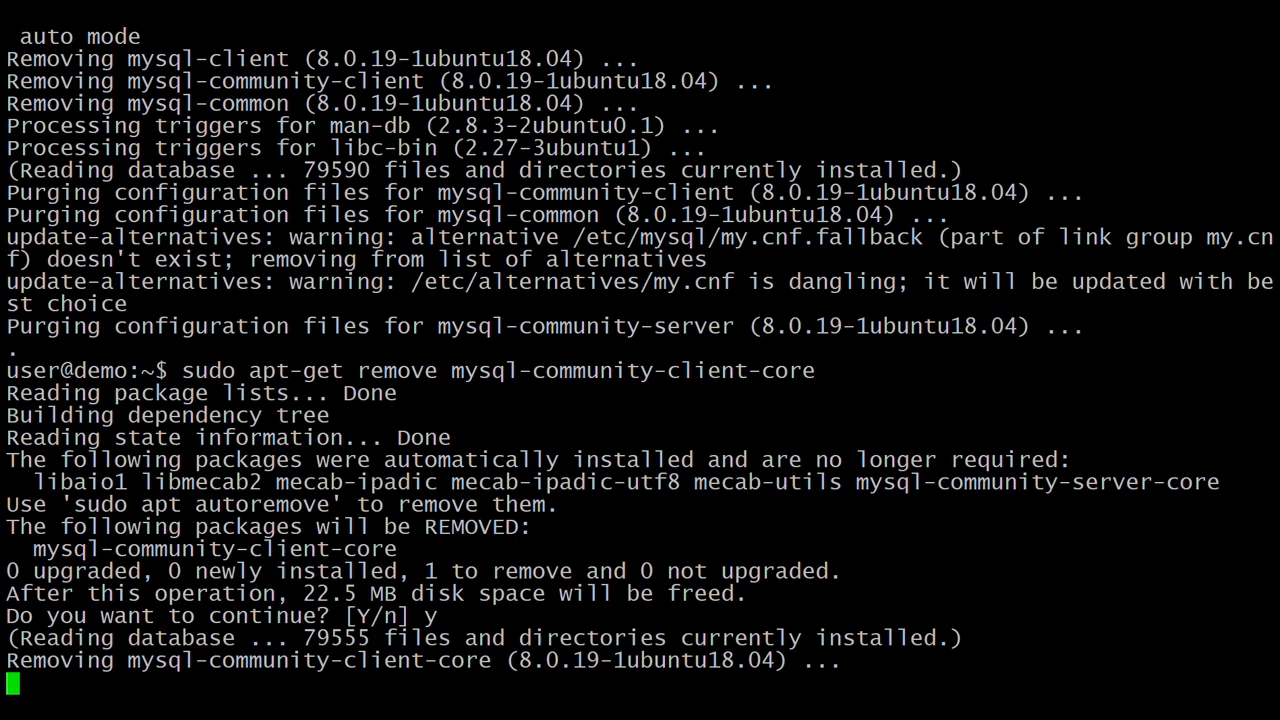 auto mode
Removing mysql-client (8.0.19-1ubuntu18.04) ...
Removing mysql-community-client (8.0.19-1ubuntu18.04) ...
Removing mysql-common (8.0.19-1ubuntu18.04) ...
Processing triggers for man-db (2.8.3-2ubuntu0.1) ...
Processing triggers for libc-bin (2.27-3ubuntu1) ...
(Reading database ... 79590 files and directories currently installed.)
Purging configuration files for mysql-community-client (8.0.19-1ubuntu18.04) ...
Purging configuration files for mysql-common (8.0.19-1ubuntu18.04) ...
update-alternatives: warning: alternative /etc/mysql/my.cnf.fallback (part of link group my.cn
f) doesn't exist; removing from list of alternatives
update-alternatives: warning: /etc/alternatives/my.cnf is dangling; it will be updated with be
st choice
Purging configuration files for mysql-community-server (8.0.19-1ubuntu18.04) ...
.
user@demo:~$ sudo apt-get remove mysql-community-client-core
Reading package lists... Done
Building dependency tree
Reading state information... Done
The following packages were automatically installed and are no longer required:
  libaio1 libmecab2 mecab-ipadic mecab-ipadic-utf8 mecab-utils mysql-community-server-core
Use 'sudo apt autoremove' to remove them.
The following packages will be REMOVED:
  mysql-community-client-core
0 upgraded, 0 newly installed, 1 to remove and 0 not upgraded.
After this operation, 22.5 MB disk space will be freed.
Do you want to continue? [Y/n] y
(Reading database ... 79555 files and directories currently installed.)
Removing mysql-community-client-core (8.0.19-1ubuntu18.04) ...